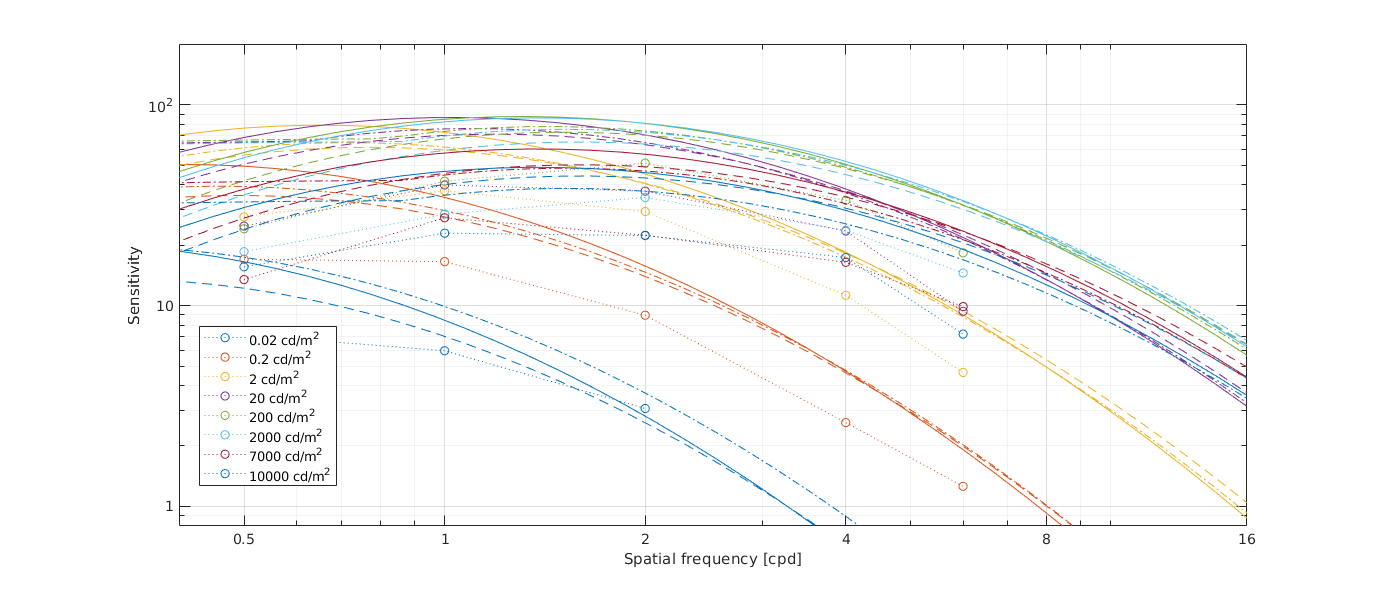 10²
10
1
Sensitivity
0.02 cd/m²
0.2 cd/m²
2 cd/m²
20 cd/m²
200 cd/m²
2000 cd/m²
7000 cd/m²
10000 cd/m²
0.5 1 2 4 8 16
Spatial frequency [cpd]